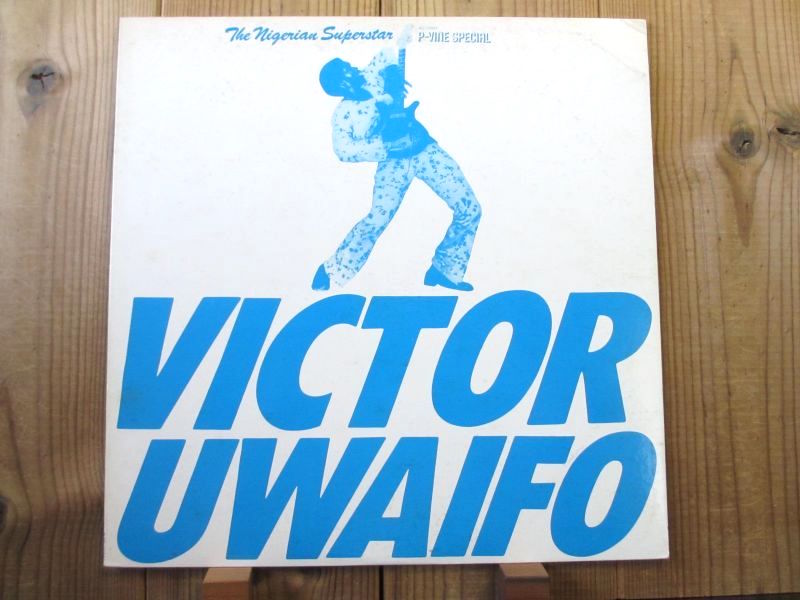 The Nigerian Superstar P-VINE SPECIAL
VICTOR
UWAIFO